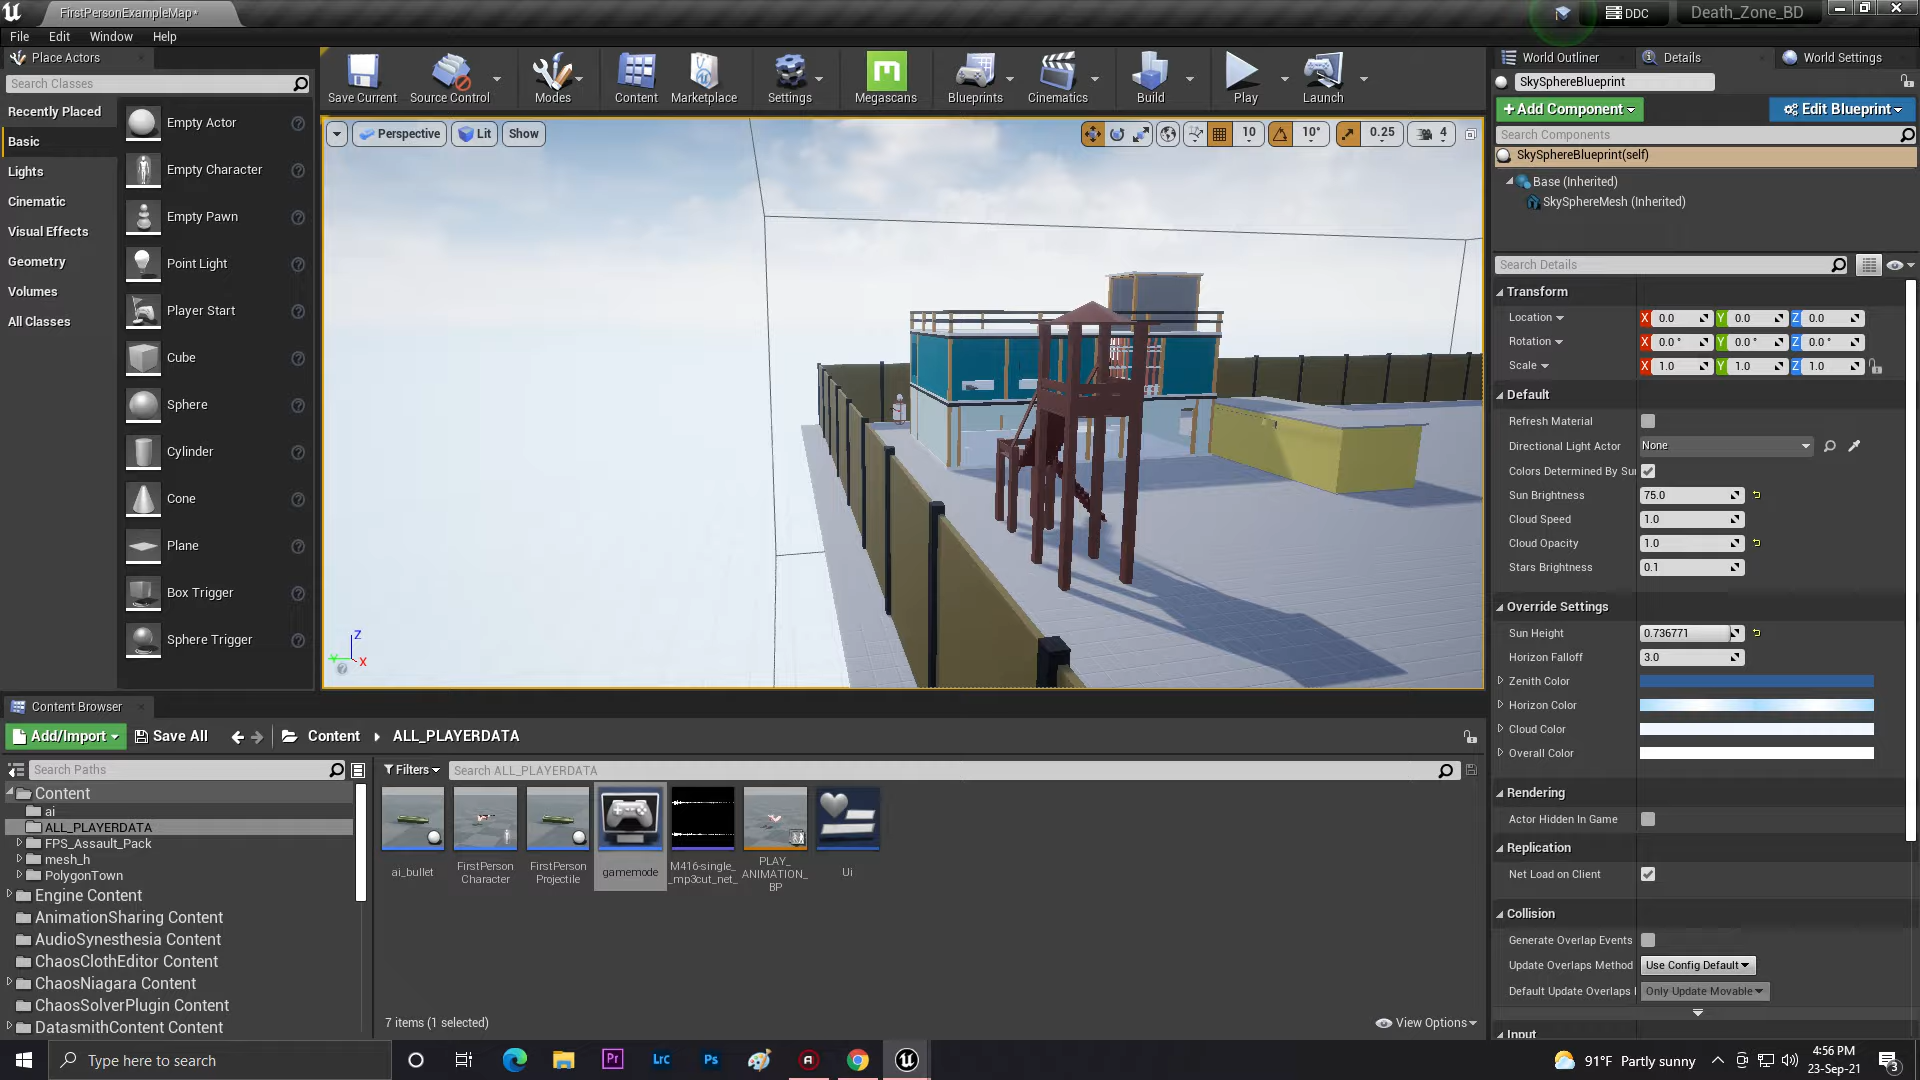 FirstPersonExampleMap*
DDC
Death_Zone_BD
File Edit Window Help
Place Actors
Search Classes
Recently Placed
Basic
Lights
Cinematic
Visual Effects
Geometry
Volumes
All Classes
Empty Actor
Empty Character
Empty Pawn
Point Light
Player Start
Cube
Sphere
Cylinder
Cone
Plane
Box Trigger
Sphere Trigger
Save Current
Source Control
Modes
Content
Marketplace
Settings
Megascans
Blueprints
Cinematics
Build
Play
Launch
Perspective
Lit
Show
10
10°
0.25
4
Z
Y
X
World Outliner
Details
World Settings
SkySphereBlueprint
+Add Component
Edit Blueprint
Search Components
SkySphereBlueprint(self)
Base (Inherited)
SkySphereMesh (Inherited)
Search Details
Transform
Location X 0.0 Y 0.0 Z 0.0
Rotation X 0.0 ° Y 0.0 ° Z 0.0 °
Scale X 1.0 Y 1.0 Z 1.0
Default
Refresh Material
Directional Light Actor None
Colors Determined By Su
Sun Brightness 75.0
Cloud Speed 1.0
Cloud Opacity 1.0
Stars Brightness 0.1
Override Settings
Sun Height 0.736771
Horizon Falloff 3.0
Zenith Color
Horizon Color
Cloud Color
Overall Color
Rendering
Actor Hidden In Game
Replication
Net Load on Client
Collision
Generate Overlap Events
Update Overlaps Method Use Config Default
Default Update Overlaps Only Update Movable
Input
Content Browser
Add/Import
Save All
Content
ALL_PLAYERDATA
Search Paths
Content
ai
ALL_PLAYERDATA
FPS_Assault_Pack
mesh_h
PolygonTown
Engine Content
AnimationSharing Content
AudioSynesthesia Content
ChaosClothEditor Content
ChaosNiagara Content
ChaosSolverPlugin Content
DatasmithContent Content
Filters
Search ALL_PLAYERDATA
ai_bullet
FirstPerson
Character
FirstPerson
Projectile
gamemode
M416-single_
_mp3cut_net_
PLAY_
ANIMATION_
BP
Ui
7 items (1 selected)
View Options
Type here to search
Pr
Lrc
Ps
91°F Partly sunny
4:56 PM
23-Sep-21
3